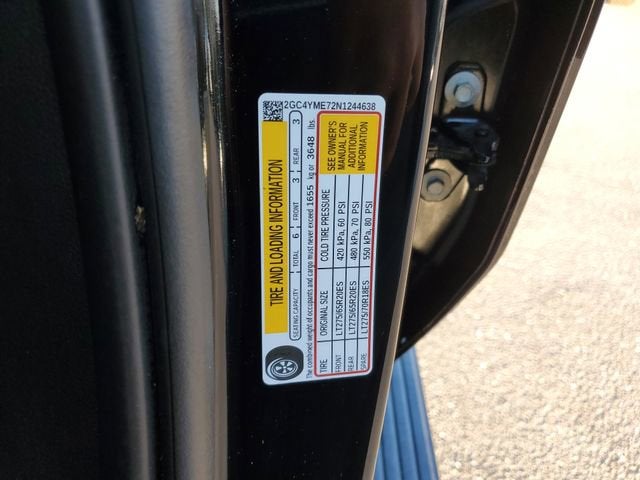 2GC4YME72N1244638
TIRE AND LOADING INFORMATION
SEATING CAPACITY TOTAL 6 FRONT 3 REAR 3
The combined weight of occupants and cargo must never exceed 1655 kg or 3648 lbs.
TIRE ORIGINAL SIZE COLD TIRE PRESSURE
FRONT LT275/65R20ES 420 kPa, 60 PSI
REAR LT275/65R20ES 480 kPa, 70 PSI
SPARE LT275/70R18ES 550 kPa, 80 PSI
SEE OWNER'S
MANUAL FOR
ADDITIONAL
INFORMATION